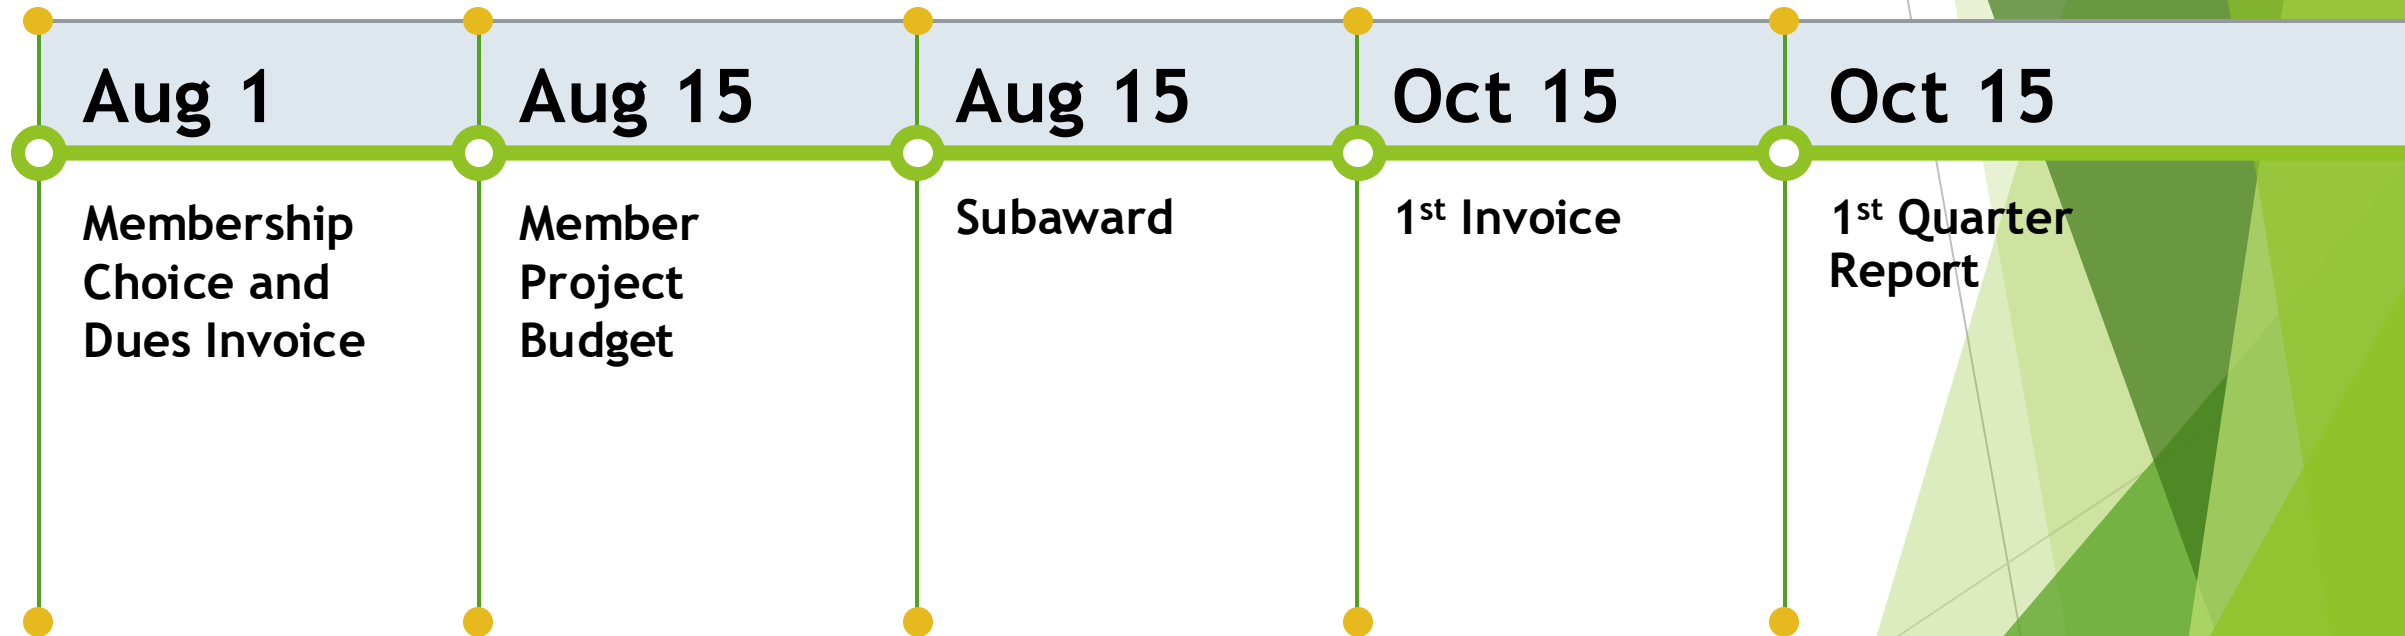 Aug 1
Membership
Choice and
Dues Invoice
Aug 15
Member
Project
Budget
Aug 15
Subaward
Oct 15
1st Invoice
Oct 15
1st Quarter
Report